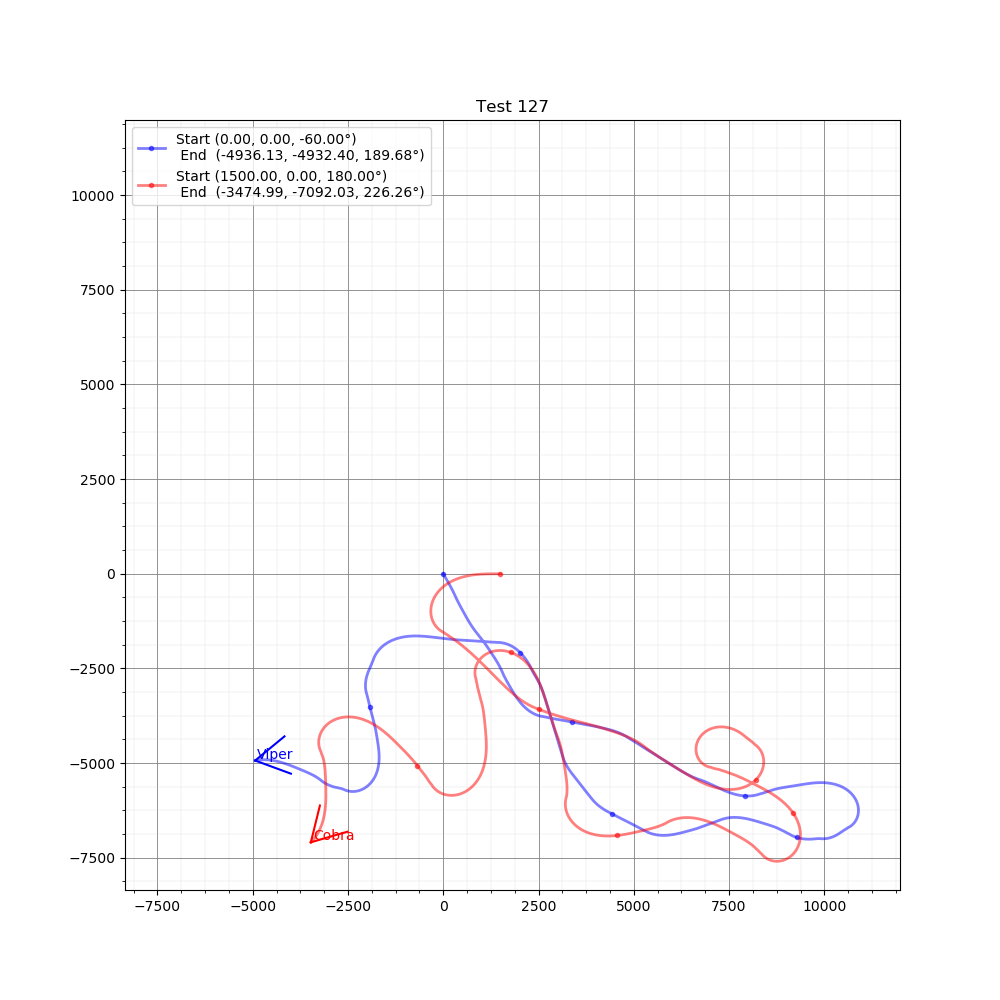 Test 127
Start (0.00, 0.00, -60.00°)
End  (-4936.13, -4932.40, 189.68°)
Start (1500.00, 0.00, 180.00°)
End  (-3474.99, -7092.03, 226.26°)
10000
7500
5000
2500
0
−2500
−5000
−7500
Viper
Cobra
−7500 −5000 −2500 0 2500 5000 7500 10000